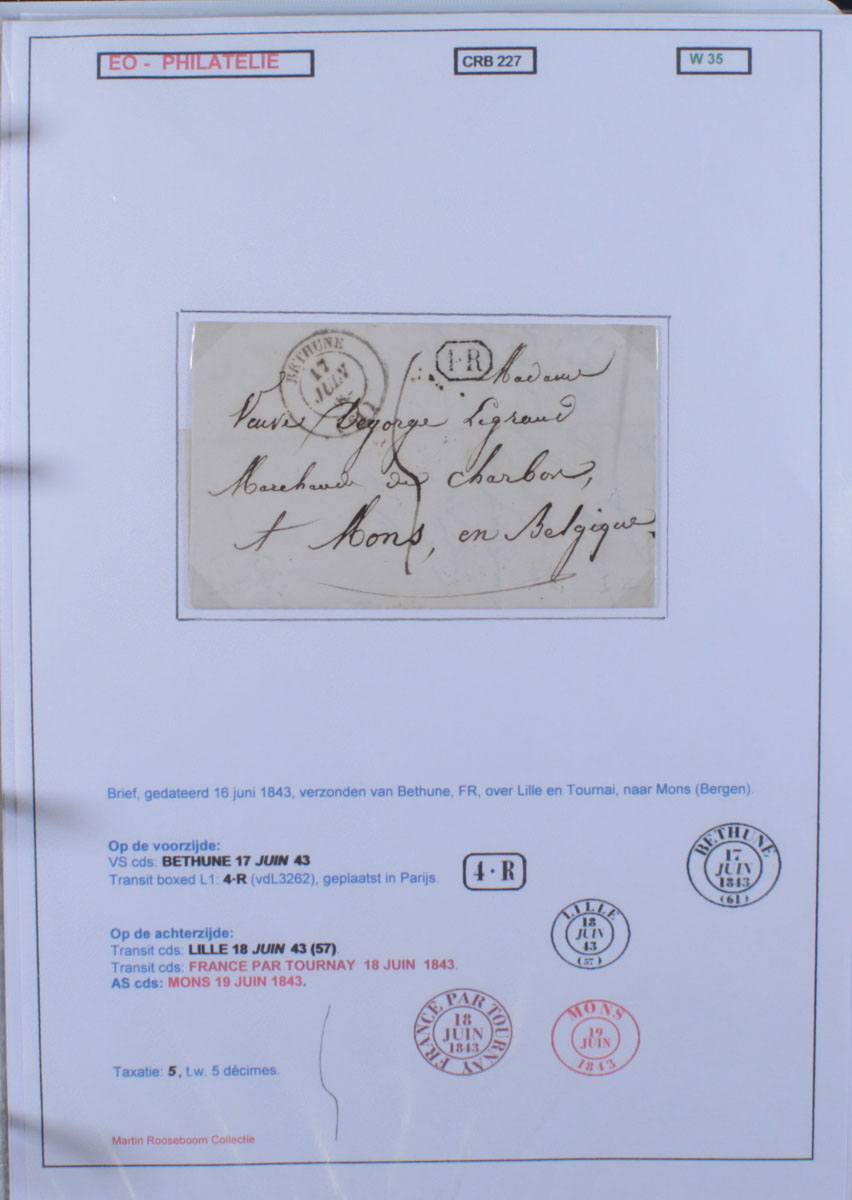 EO - PHILATELIE
CRB 227
W 35
BETHUNE
17
JUIN
4·R
Madame
Veuve Degorge Legrand
Marchande de charbon,
A Mons, en Belgique.
Brief, gedateerd 16 juni 1843, verzonden van Bethune, FR, over Lille en Tournai, naar Mons (Bergen).
Op de voorzijde:
VS cds: BETHUNE 17 JUIN 43
Transit boxed L1: 4-R (vdL3262), geplaatst in Parijs.
4·R
BETHUNE
17
JUIN
1843
(61)
Op de achterzijde:
Transit cds: LILLE 18 JUIN 43 (57).
Transit cds: FRANCE PAR TOURNAY 18 JUIN 1843.
AS cds: MONS 19 JUIN 1843.
LILLE
18
JUIN
43
(57)
FRANCE PAR TOURNAY
18
JUIN
1843
MONS
19
JUIN
1843
Taxatie: 5, t.w. 5 décimes.
Martin Rooseboom Collectie